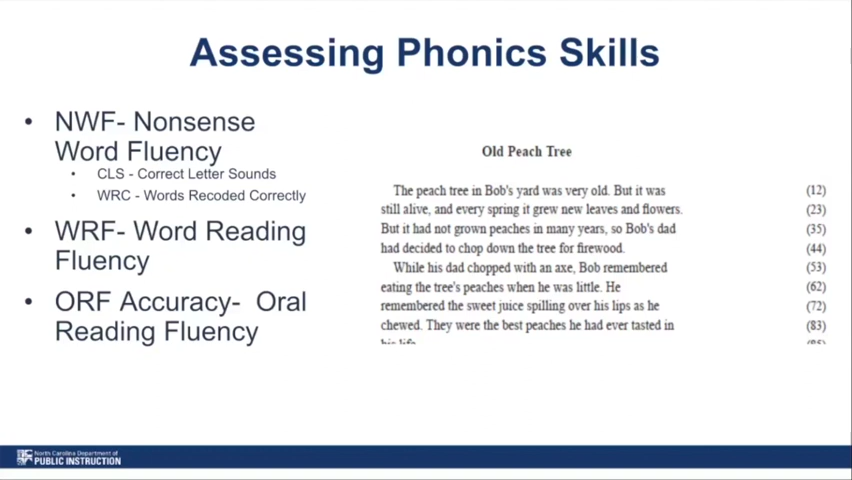 Assessing Phonics Skills
• NWF- Nonsense
Word Fluency
• CLS - Correct Letter Sounds
• WRC - Words Recoded Correctly
• WRF- Word Reading
Fluency
• ORF Accuracy- Oral
Reading Fluency
Old Peach Tree
The peach tree in Bob's yard was very old. But it was (12)
still alive, and every spring it grew new leaves and flowers. (23)
But it had not grown peaches in many years, so Bob's dad (35)
had decided to chop down the tree for firewood. (44)
While his dad chopped with an axe, Bob remembered (53)
eating the tree's peaches when he was little. He (62)
remembered the sweet juice spilling over his lips as he (72)
chewed. They were the best peaches he had ever tasted in (83)
North Carolina Department of
PUBLIC INSTRUCTION